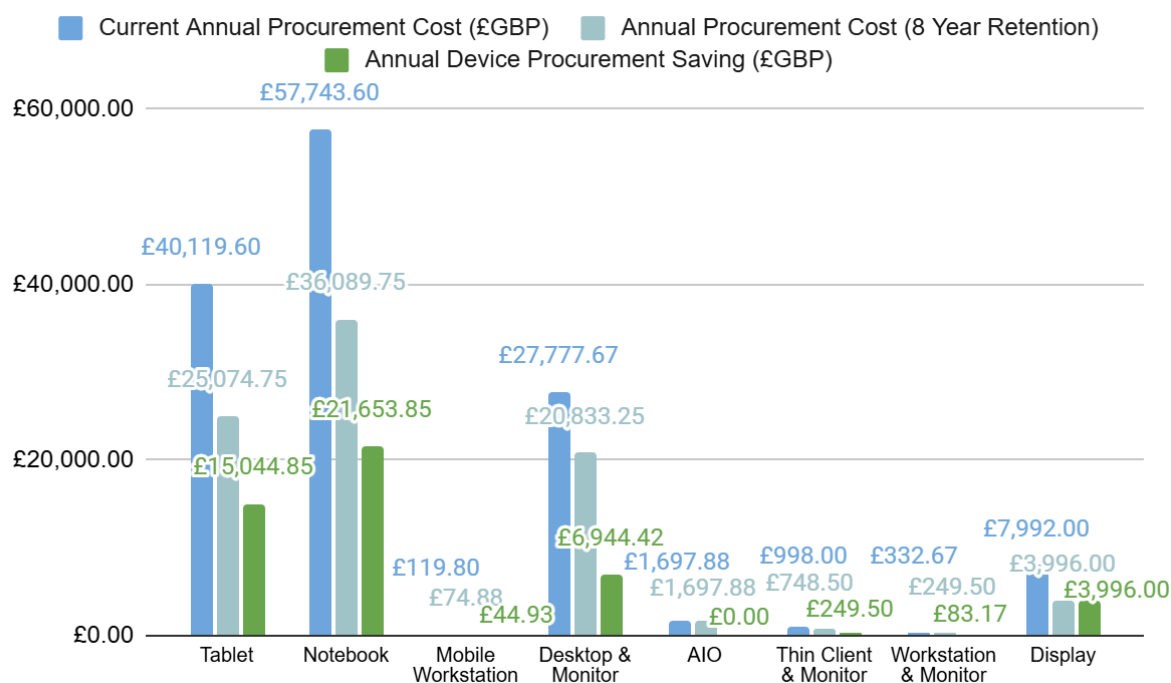 Current Annual Procurement Cost (£GBP)
Annual Procurement Cost (8 Year Retention)
Annual Device Procurement Saving (£GBP)
£60,000.00
£40,000.00
£20,000.00
£0.00
£40,119.60
£25,074.75
£15,044.85
£57,743.60
£36,089.75
£21,653.85
£119.80
£74.88
£44.93
£27,777.67
£20,833.25
£6,944.42
£1,697.88
£1,697.88
£0.00
£998.00
£748.50
£249.50
£332.67
£249.50
£83.17
£7,992.00
£3,996.00
£3,996.00
Tablet
Notebook
Mobile
Workstation
Desktop &
Monitor
AIO
Thin Client
& Monitor
Workstation
& Monitor
Display